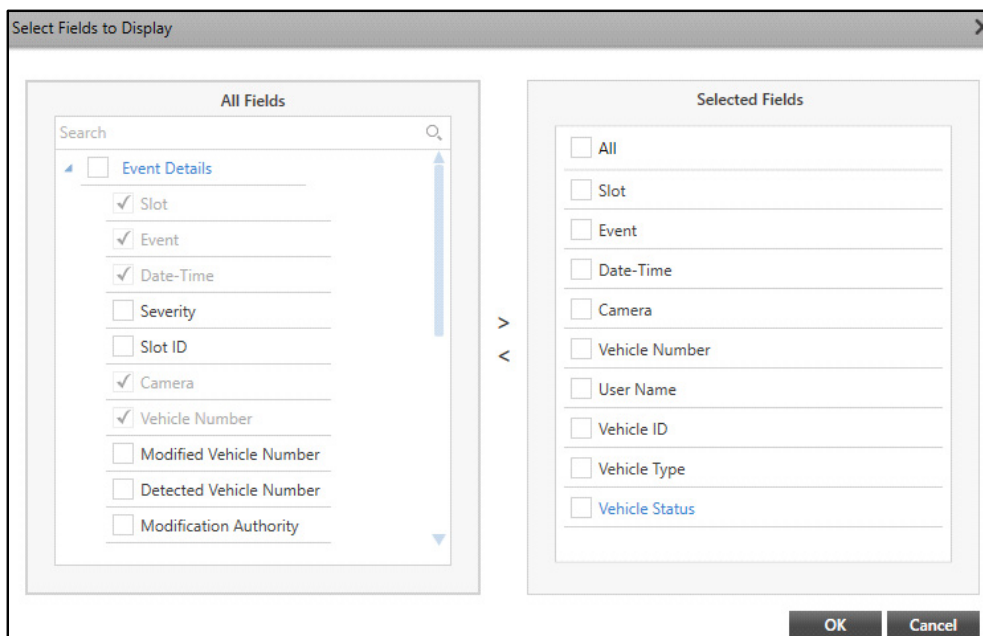 Select Fields to Display
All Fields
Search
Event Details
Slot
Event
Date-Time
Severity
Slot ID
Camera
Vehicle Number
Modified Vehicle Number
Detected Vehicle Number
Modification Authority
>
<
Selected Fields
All
Slot
Event
Date-Time
Camera
Vehicle Number
User Name
Vehicle ID
Vehicle Type
Vehicle Status
OK
Cancel